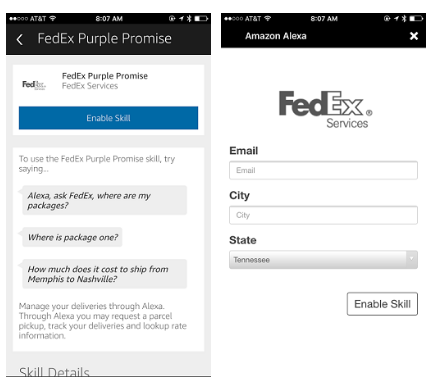 AT&T 8:07 AM
FedEx Purple Promise
FedEx Purple Promise
FedEx Services
FedEx
Enable Skill
To use the FedEx Purple Promise skill, try
saying...
Alexa, ask FedEx, where are my
packages?
Where is package one?
How much does it cost to ship from
Memphis to Nashville?
Manage your deliveries through Alexa.
Through Alexa you may request a parcel
pickup, track your deliveries and lookup rate
information.
Skill Details
AT&T 8:07 AM
Amazon Alexa
FedEx®
Services
Email
Email
City
City
State
Tennessee
Enable Skill